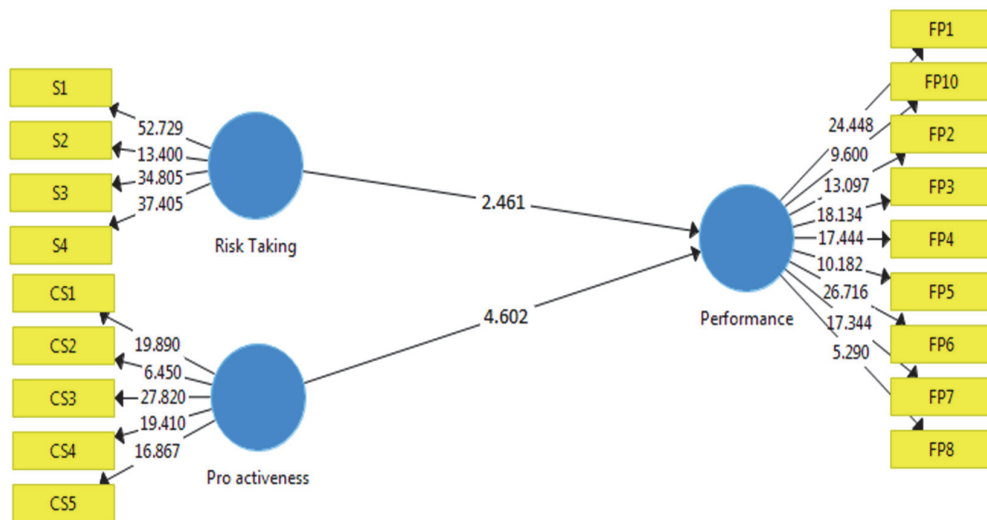 S1
S2
S3
S4
52.729
13.400
34.805
37.405
Risk Taking
CS1
CS2
CS3
CS4
CS5
19.890
6.450
27.820
19.410
16.867
Pro activeness
2.461
4.602
Performance
24.448
9.600
13.097
18.134
17.444
10.182
26.716
17.344
5.290
FP1
FP10
FP2
FP3
FP4
FP5
FP6
FP7
FP8